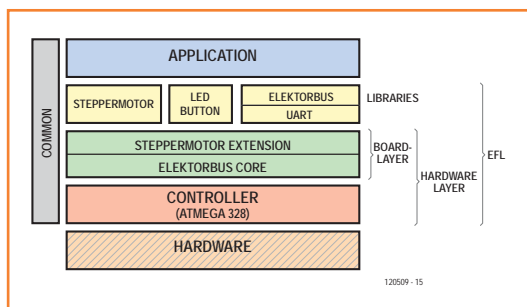 COMMON
APPLICATION
STEPPERMOTOR
LED
BUTTON
ELEKTORBUS
UART
LIBRARIES
STEPPERMOTOR EXTENSION
ELEKTORBUS CORE
BOARD-
LAYER
HARDWARE
LAYER
EFL
CONTROLLER
(ATMEGA 328)
HARDWARE
120509 - 15